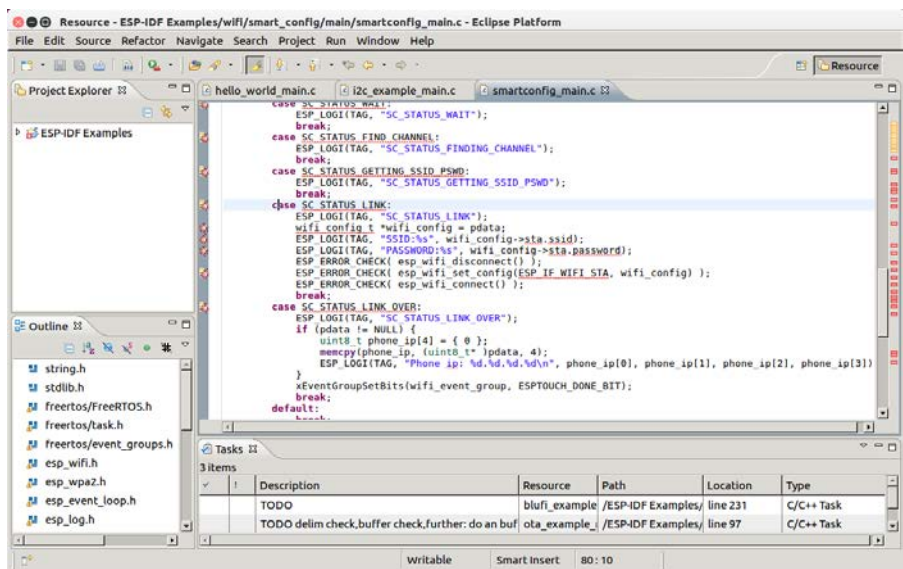 Resource - ESP-IDF Examples/wifi/smart_config/main/smartconfig_main.c - Eclipse Platform
File Edit Source Refactor Navigate Search Project Run Window Help
Resource
Project Explorer
ESP-IDF Examples
hello_world_main.c i2c_example_main.c smartconfig_main.c
case SC_STATUS_WAIT:
ESP_LOGI(TAG, "SC_STATUS_WAIT");
break;
case SC_STATUS_FIND_CHANNEL:
ESP_LOGI(TAG, "SC_STATUS_FINDING_CHANNEL");
break;
case SC_STATUS_GETTING_SSID_PSWD:
ESP_LOGI(TAG, "SC_STATUS_GETTING_SSID_PSWD");
break;
case SC_STATUS_LINK:
ESP_LOGI(TAG, "SC_STATUS_LINK");
wifi_config_t *wifi_config = pdata;
ESP_LOGI(TAG, "SSID:%s", wifi_config->sta.ssid);
ESP_LOGI(TAG, "PASSWORD:%s", wifi_config->sta.password);
ESP_ERROR_CHECK( esp_wifi_disconnect() );
ESP_ERROR_CHECK( esp_wifi_set_config(ESP_IF_WIFI_STA, wifi_config) );
ESP_ERROR_CHECK( esp_wifi_connect() );
break;
case SC_STATUS_LINK_OVER:
ESP_LOGI(TAG, "SC_STATUS_LINK_OVER");
if (pdata != NULL) {
uint8_t phone_ip[4] = { 0 };
memcpy(phone_ip, (uint8_t* )pdata, 4);
ESP_LOGI(TAG, "Phone ip: %d.%d.%d.%d\n", phone_ip[0], phone_ip[1], phone_ip[2], phone_ip[3])
}
xEventGroupSetBits(wifi_event_group, ESPTOUCH_DONE_BIT);
break;
default:
Outline
string.h
stdlib.h
freertos/FreeRTOS.h
freertos/task.h
freertos/event_groups.h
esp_wifi.h
esp_wpa2.h
esp_event_loop.h
esp_log.h
Tasks
3 items
! Description Resource Path Location Type
TODO blufi_example /ESP-IDF Examples/ line 231 C/C++ Task
TODO delim check,buffer check,further: do an buf ota_example_ /ESP-IDF Examples/ line 97 C/C++ Task
Writable Smart Insert 80 : 10